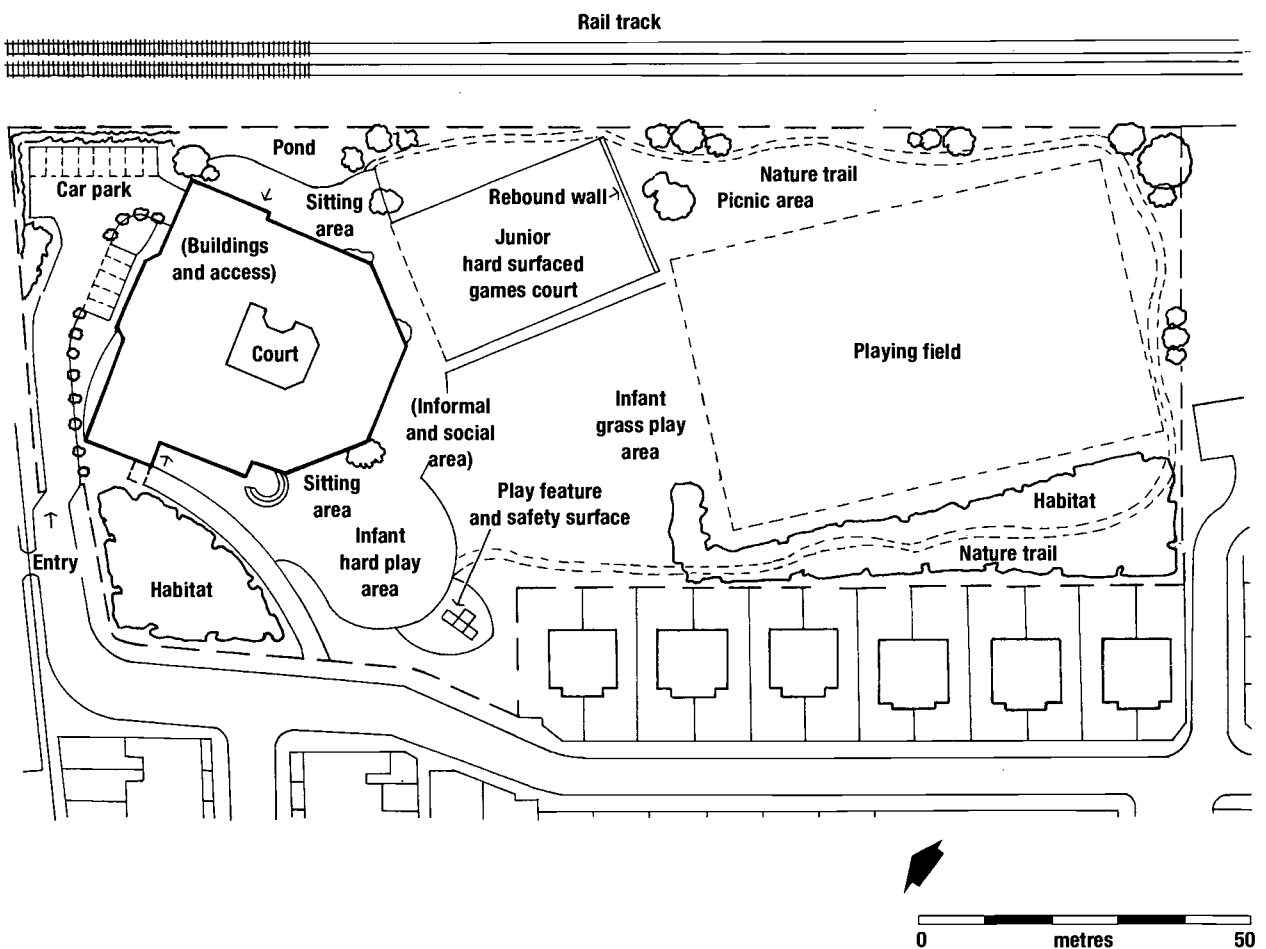 Rail track
Pond
Car park
Sitting
area
Rebound wall
Nature trail
Picnic area
(Buildings
and access)
Junior
hard surfaced
games court
Court
Playing field
(Informal
and social
area)
Infant
grass play
area
Sitting
area
Play feature
and safety surface
Habitat
Infant
hard play
area
Nature trail
Entry
Habitat
0 metres 50